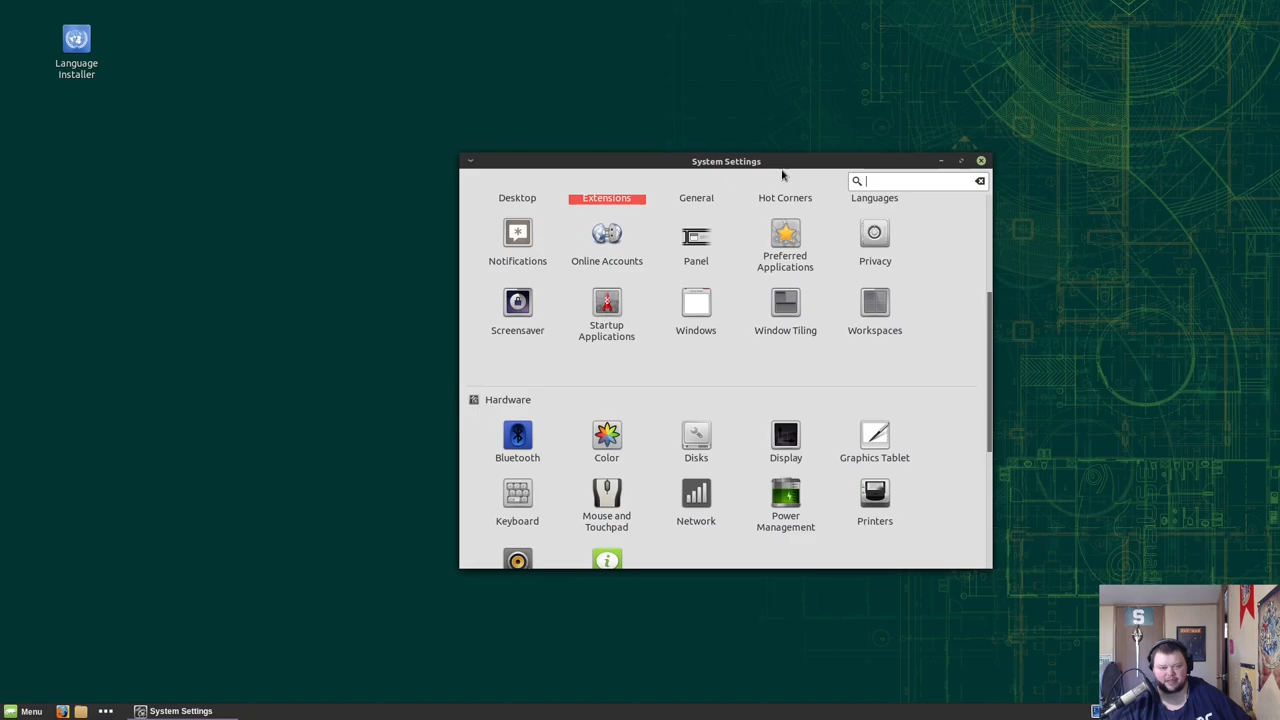 Language
Installer
System Settings
Desktop Extensions General Hot Corners Languages
Notifications Online Accounts Panel Preferred
Applications Privacy
Screensaver Startup
Applications Windows Window Tiling Workspaces
Hardware
Bluetooth Color Disks Display Graphics Tablet
Keyboard Mouse and
Touchpad Network Power
Management Printers
Menu System Settings
S